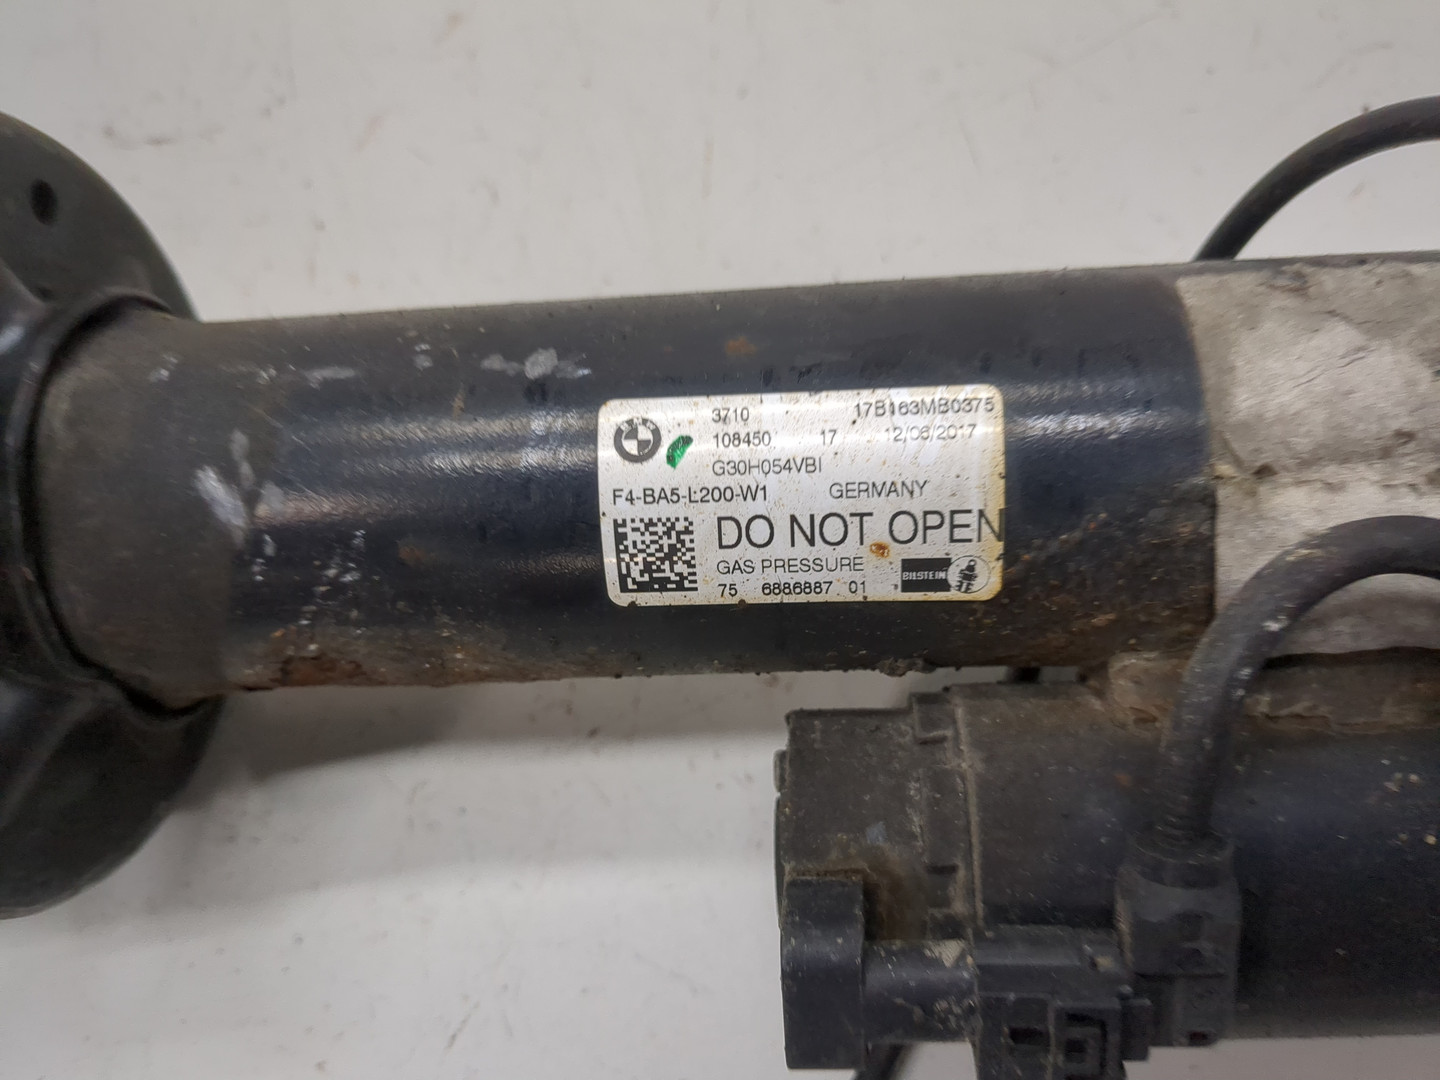 3710 17B163MB0375
108450 17 12/06/2017
G30H054VBI
F4-BA5-L200-W1 GERMANY
DO NOT OPEN
GAS PRESSURE
75 6886887 01 BILSTEIN